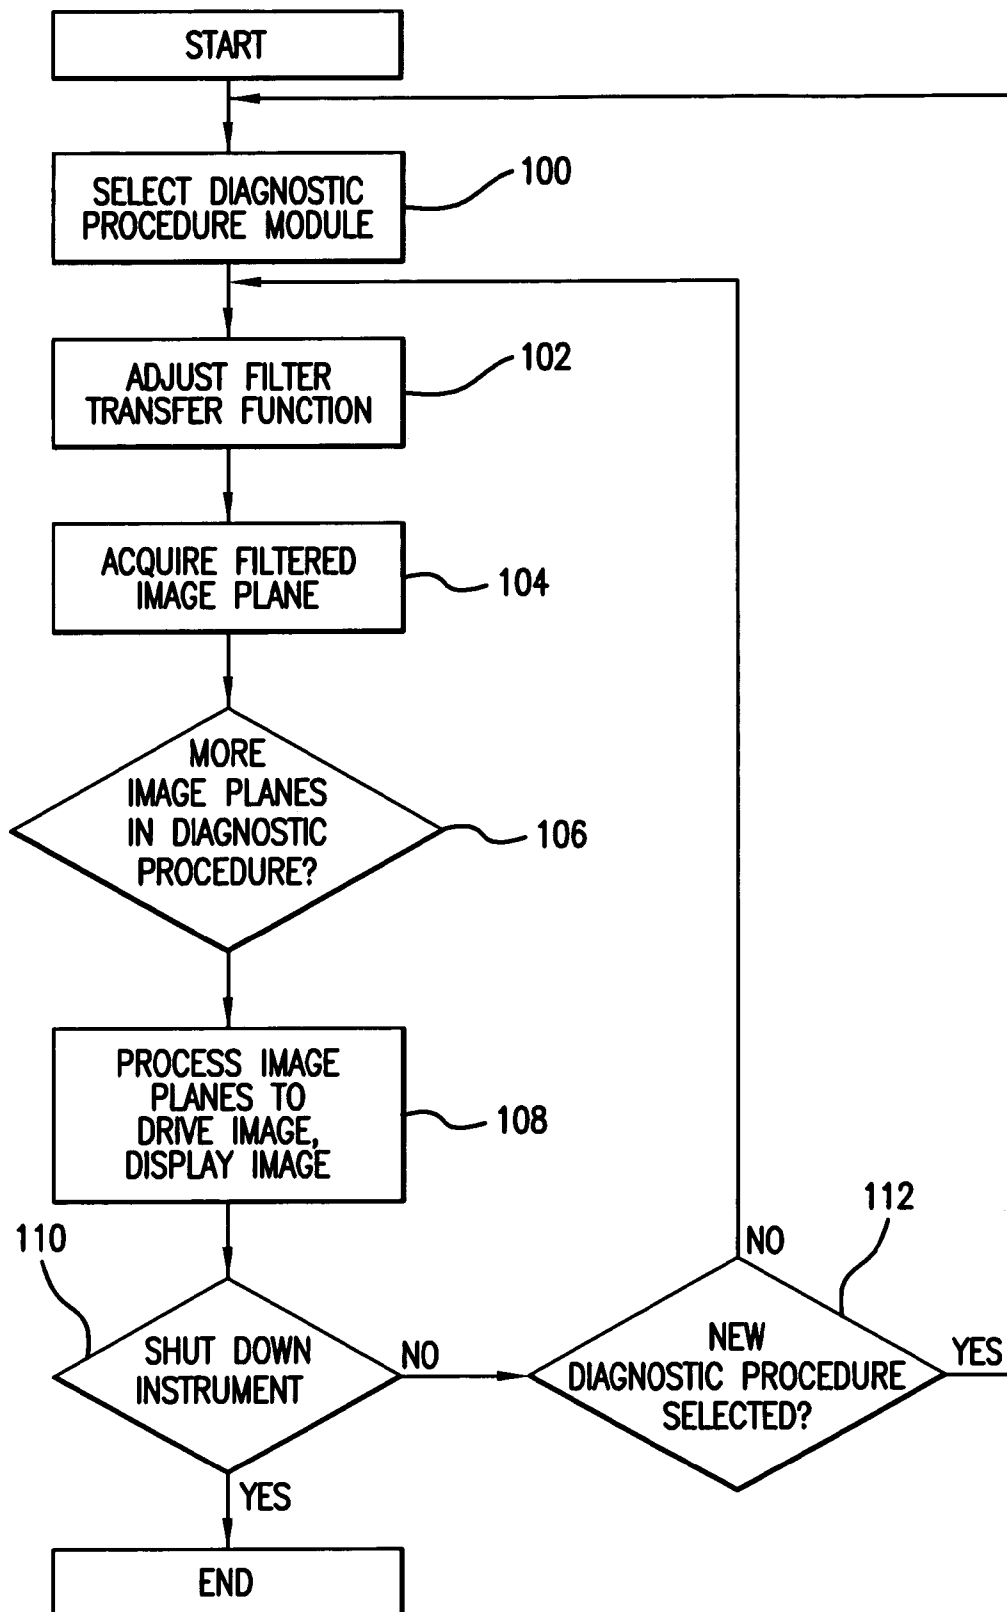 START
SELECT DIAGNOSTIC
PROCEDURE MODULE
100
ADJUST FILTER
TRANSFER FUNCTION
102
ACQUIRE FILTERED
IMAGE PLANE
104
MORE
IMAGE PLANES
IN DIAGNOSTIC
PROCEDURE?
106
PROCESS IMAGE
PLANES TO
DRIVE IMAGE,
DISPLAY IMAGE
108
110
SHUT DOWN
INSTRUMENT
NO
YES
112
NO
NEW
DIAGNOSTIC PROCEDURE
SELECTED?
YES
END